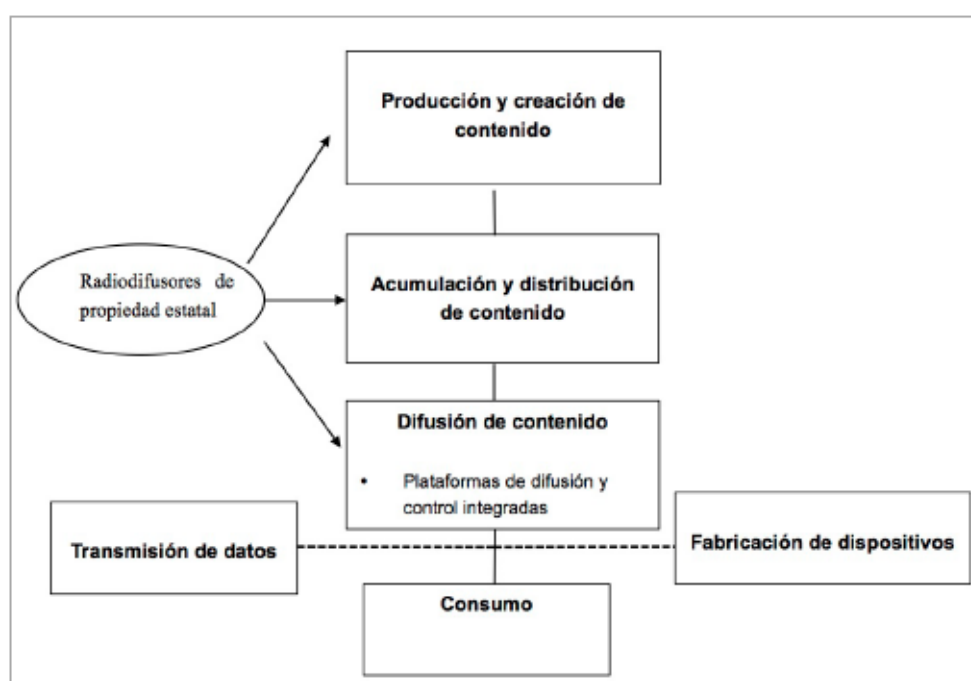 Producción y creación de
contenido
Radiodifusores de
propiedad estatal
Acumulación y distribución
de contenido
Difusión de contenido
• Plataformas de difusión y
control integradas
Transmisión de datos
Fabricación de dispositivos
Consumo